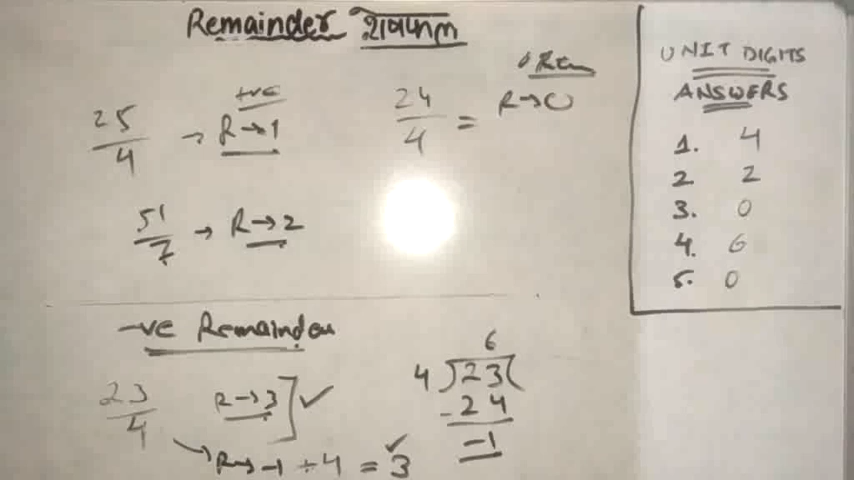 Remainder शेषफल
25/4 → R→1 +ve
24/4 = R→0 0 Rem
51/7 → R→2
-ve Remainder
23/4 R→3 ✓
R→ -1 + 4 = 3 ✓
6
4)23(
-24
-1
UNIT DIGITS
ANSWERS
1. 4
2 2
3. 0
4. 6
5. 0